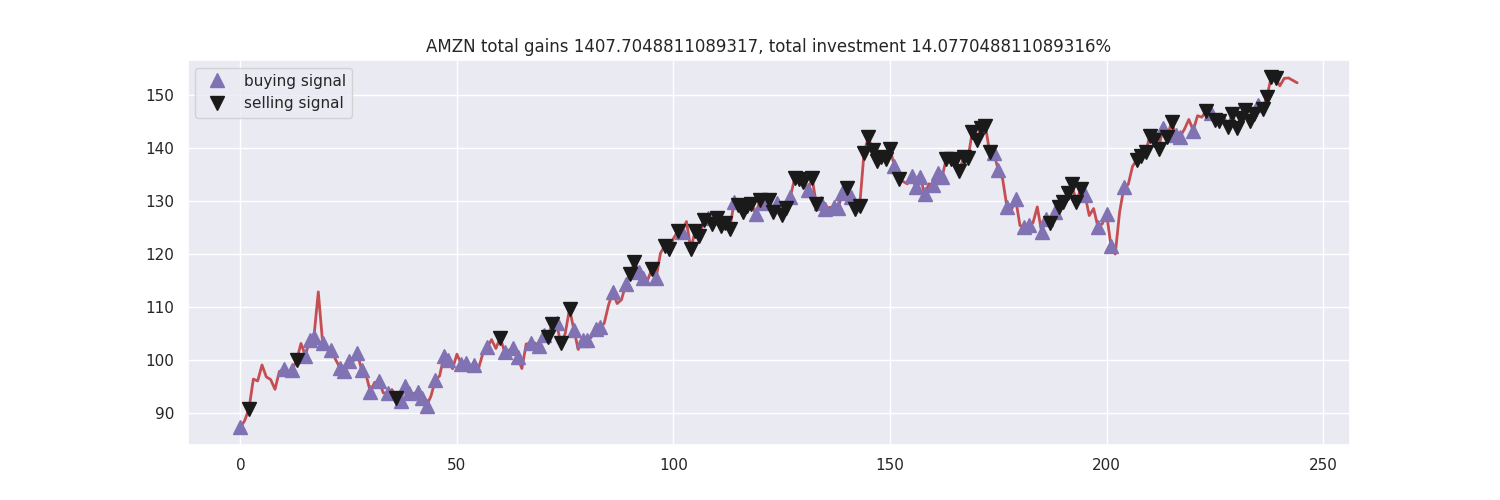 AMZN total gains 1407.7048811089317, total investment 14.077048811089316%
buying signal
selling signal
150
140
130
120
110
100
90
0 50 100 150 200 250